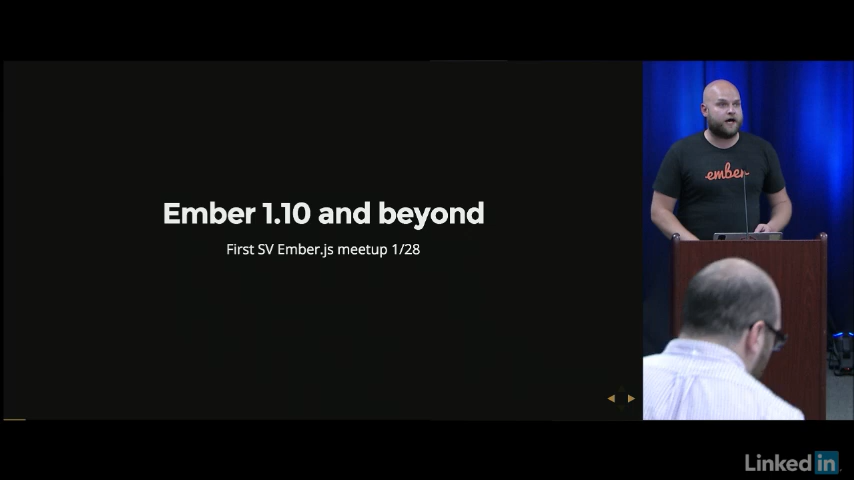 Ember 1.10 and beyond
First SV Ember.js meetup 1/28
ember
LinkedIn